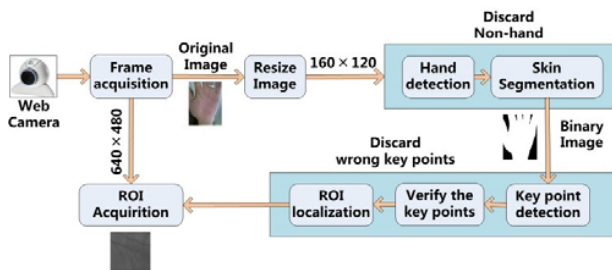 Discard
Non-hand
Original
Image
160×120
Frame
acquisition
Resize
Image
Hand
detection
Skin
Segmentation
Web
Camera
640×480
Binary
Image
Discard
wrong key points
ROI
Acquirition
ROI
localization
Verify the
key points
Key point
detection